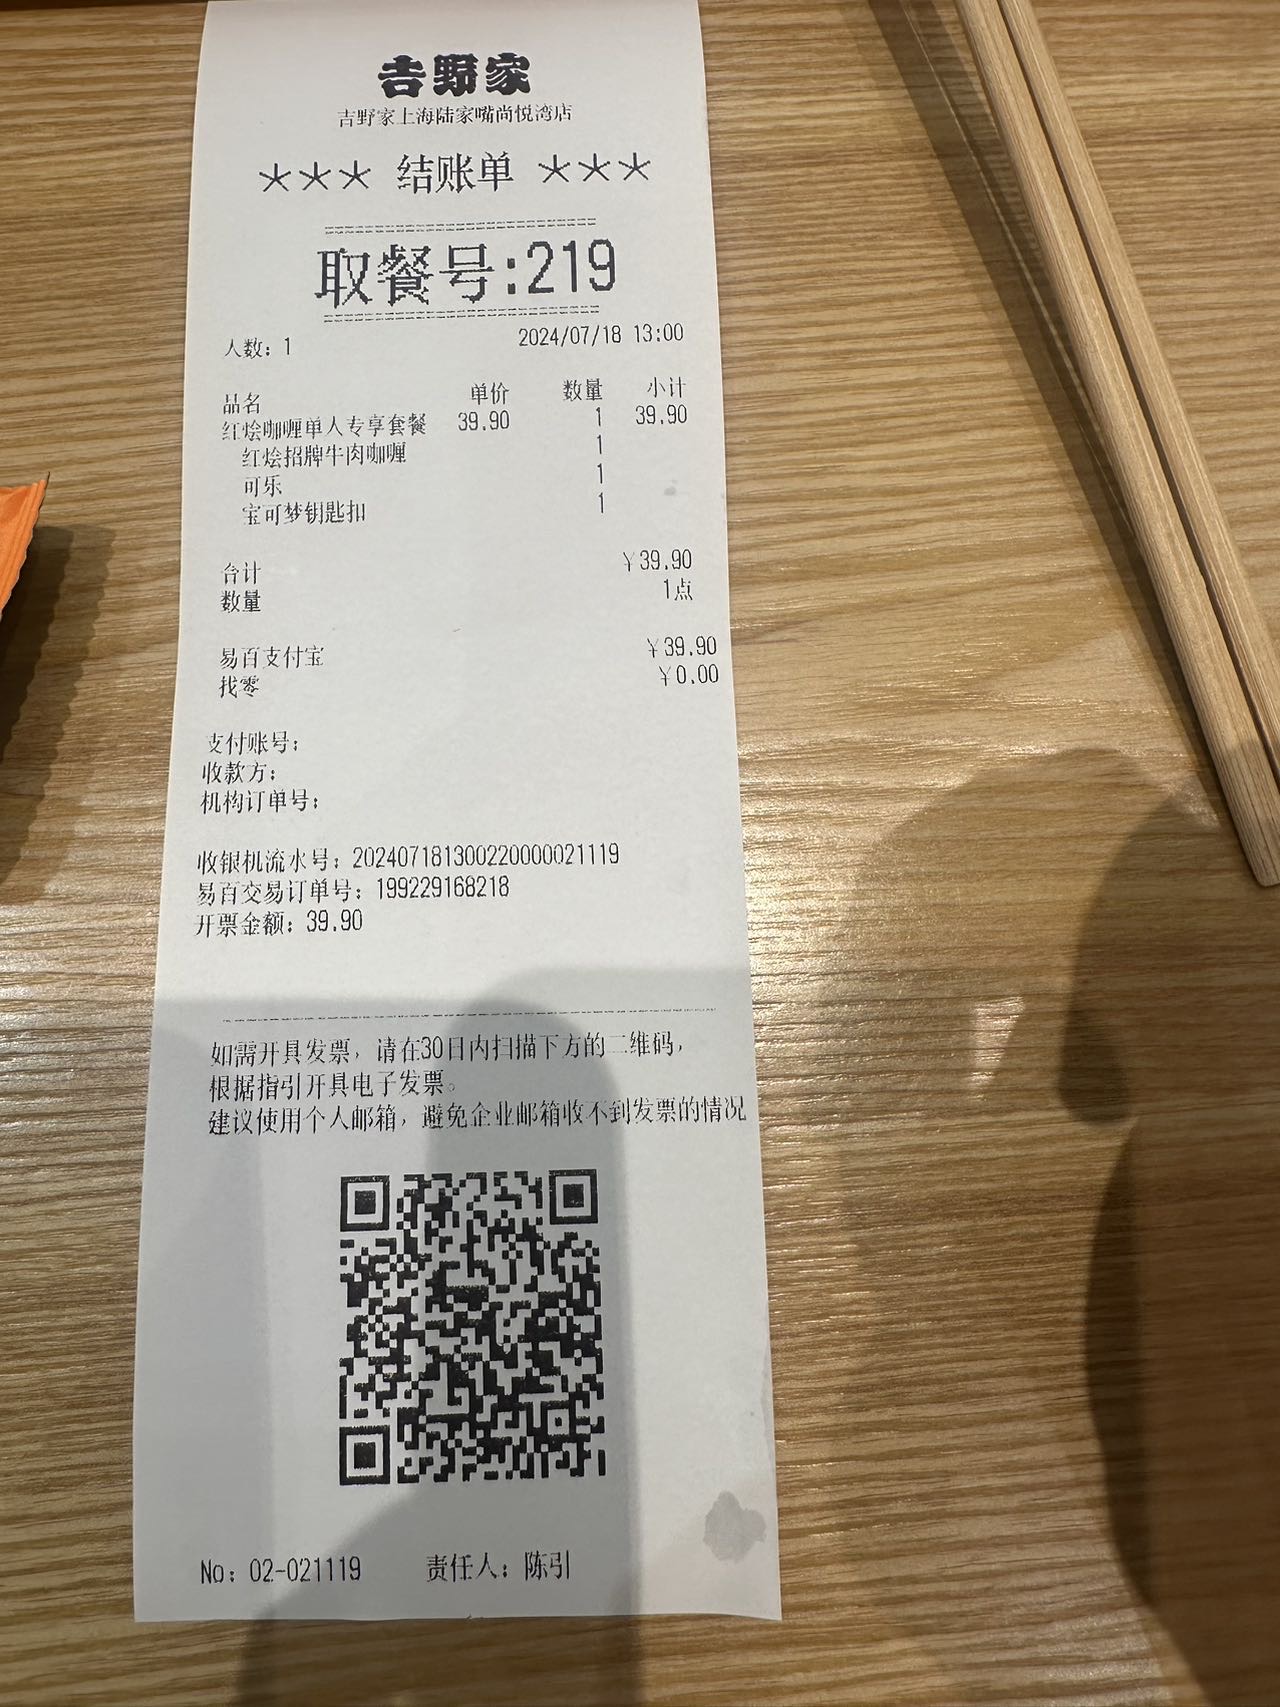 吉野家
吉野家上海陆家嘴尚悦湾店
*** 结账单 ***
取餐号:219
人数: 1 2024/07/18 13:00
品名 单价 数量 小计
红烩咖喱单人专享套餐 39.90 1 39.90
红烩招牌牛肉咖喱 1
可乐 1
宝可梦钥匙扣 1
合计 ¥39.90
数量 1点
易百支付宝 ¥39.90
找零 ¥0.00
支付账号:
收款方:
机构订单号:
收银机流水号: 202407181300220000021119
易百交易订单号: 199229168218
开票金额: 39.90
如需开具发票, 请在30日内扫描下方的二维码,
根据指引开具电子发票。
建议使用个人邮箱, 避免企业邮箱收不到发票的情况
No: 02-021119 责任人: 陈引